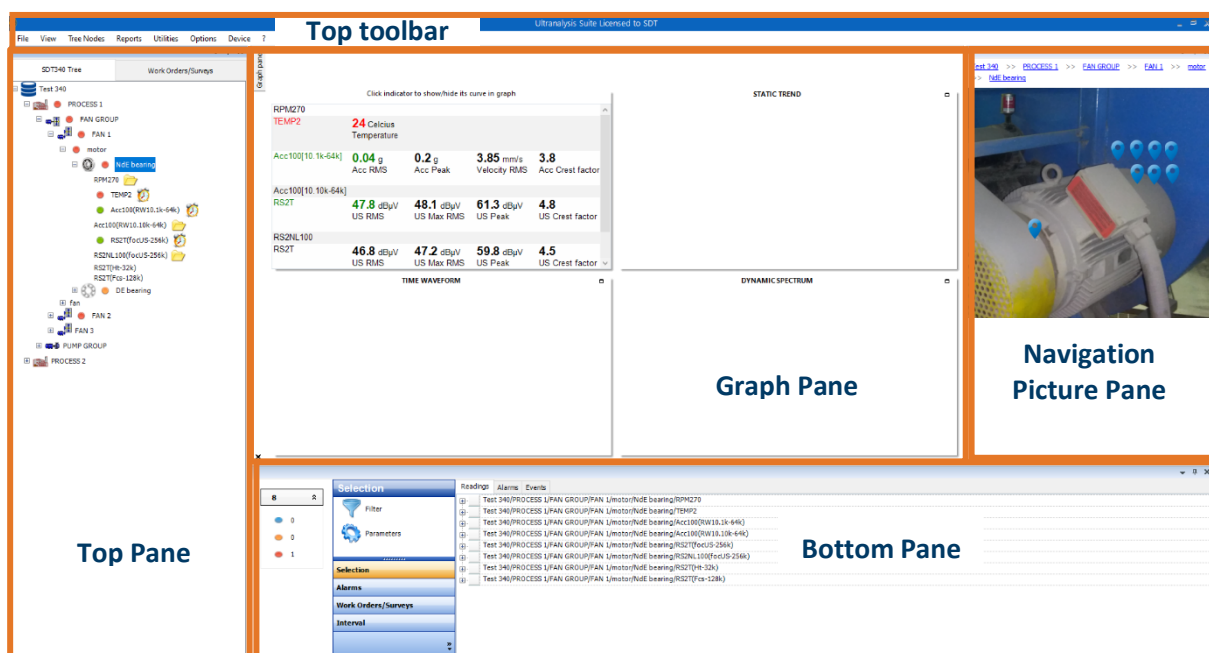 Ultranalysis Suite Licensed to SDT
Top toolbar
File View Tree Nodes Reports Utilities Options Device ?
SDT340 Tree Work Orders/Surveys
Test 340
PROCESS 1
FAN GROUP
FAN 1
motor
NdE bearing
RPM270
TEMP2
Acc100(RW10.1k-64k)
Acc100(RW10.10k-64k)
RS2T(focUS-256k)
RS2NL100(focUS-256k)
RS2T(Ht-32k)
RS2T(Fcs-128k)
DE bearing
fan
FAN 2
FAN 3
PUMP GROUP
PROCESS 2
Top Pane
Graph pane
Click indicator to show/hide its curve in graph
RPM270
TEMP2 24 Celcius
Temperature
Acc100[10.1k-64k] 0.04 g 0.2 g 3.85 mm/s 3.8
Acc RMS Acc Peak Velocity RMS Acc Crest factor
Acc100[10.10k-64k]
RS2T 47.8 dBµV 48.1 dBµV 61.3 dBµV 4.8
US RMS US Max RMS US Peak US Crest factor
RS2NL100
RS2T 46.8 dBµV 47.2 dBµV 59.8 dBµV 4.5
US RMS US Max RMS US Peak US Crest factor
STATIC TREND
TIME WAVEFORM
DYNAMIC SPECTRUM
Graph Pane
est 340 >> PROCESS 1 >> FAN GROUP >> FAN 1 >> motor
>> NdE bearing
Navigation
Picture Pane
8
0
0
1
Selection
Filter
Parameters
Selection
Alarms
Work Orders/Surveys
Interval
Readings Alarms Events
Test 340/PROCESS 1/FAN GROUP/FAN 1/motor/NdE bearing/RPM270
Test 340/PROCESS 1/FAN GROUP/FAN 1/motor/NdE bearing/TEMP2
Test 340/PROCESS 1/FAN GROUP/FAN 1/motor/NdE bearing/Acc100(RW10.1k-64k)
Test 340/PROCESS 1/FAN GROUP/FAN 1/motor/NdE bearing/Acc100(RW10.10k-64k)
Test 340/PROCESS 1/FAN GROUP/FAN 1/motor/NdE bearing/RS2T(focUS-256k)
Test 340/PROCESS 1/FAN GROUP/FAN 1/motor/NdE bearing/RS2NL100(focUS-256k)
Test 340/PROCESS 1/FAN GROUP/FAN 1/motor/NdE bearing/RS2T(Ht-32k)
Test 340/PROCESS 1/FAN GROUP/FAN 1/motor/NdE bearing/RS2T(Fcs-128k)
Bottom Pane